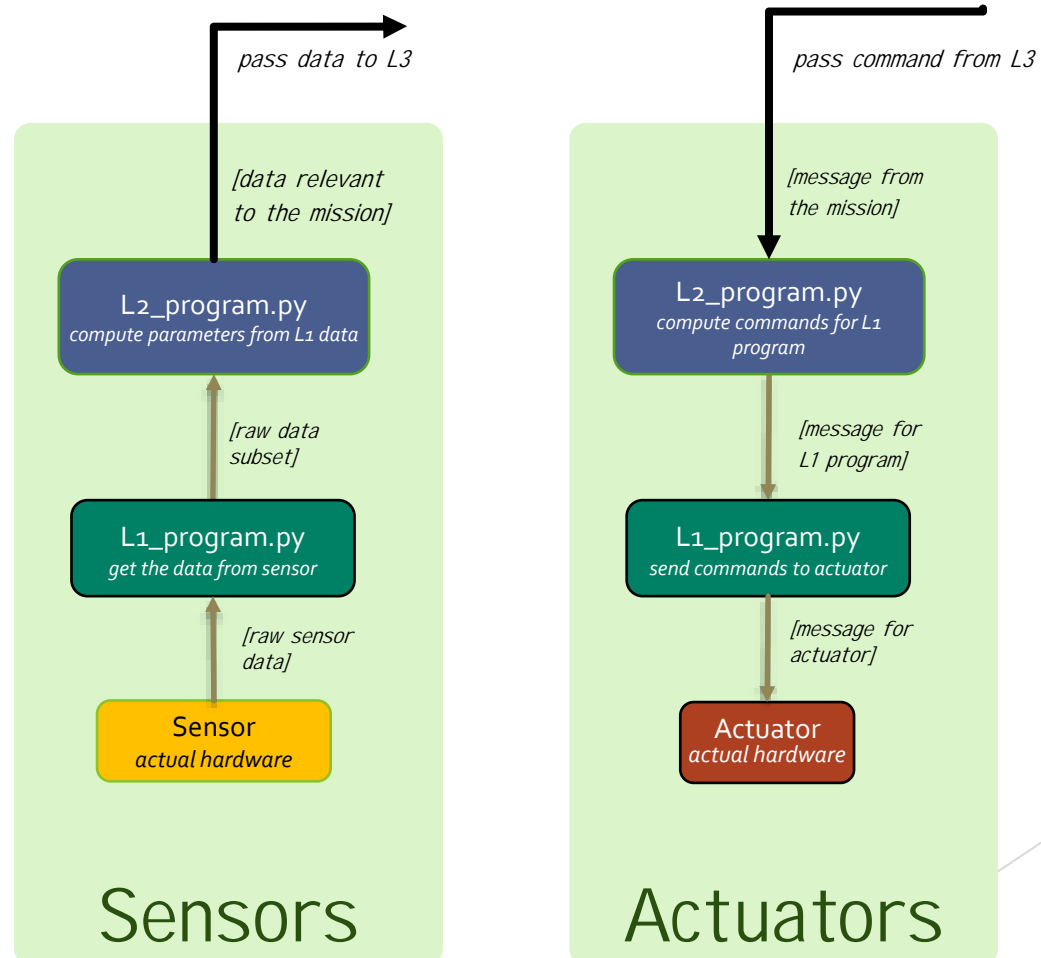 pass data to L3
[data relevant
to the mission]
L2_program.py
compute parameters from L1 data
[raw data
subset]
L1_program.py
get the data from sensor
[raw sensor
data]
Sensor
actual hardware
Sensors
pass command from L3
[message from
the mission]
L2_program.py
compute commands for L1
program
[message for
L1 program]
L1_program.py
send commands to actuator
[message for
actuator]
Actuator
actual hardware
Actuators